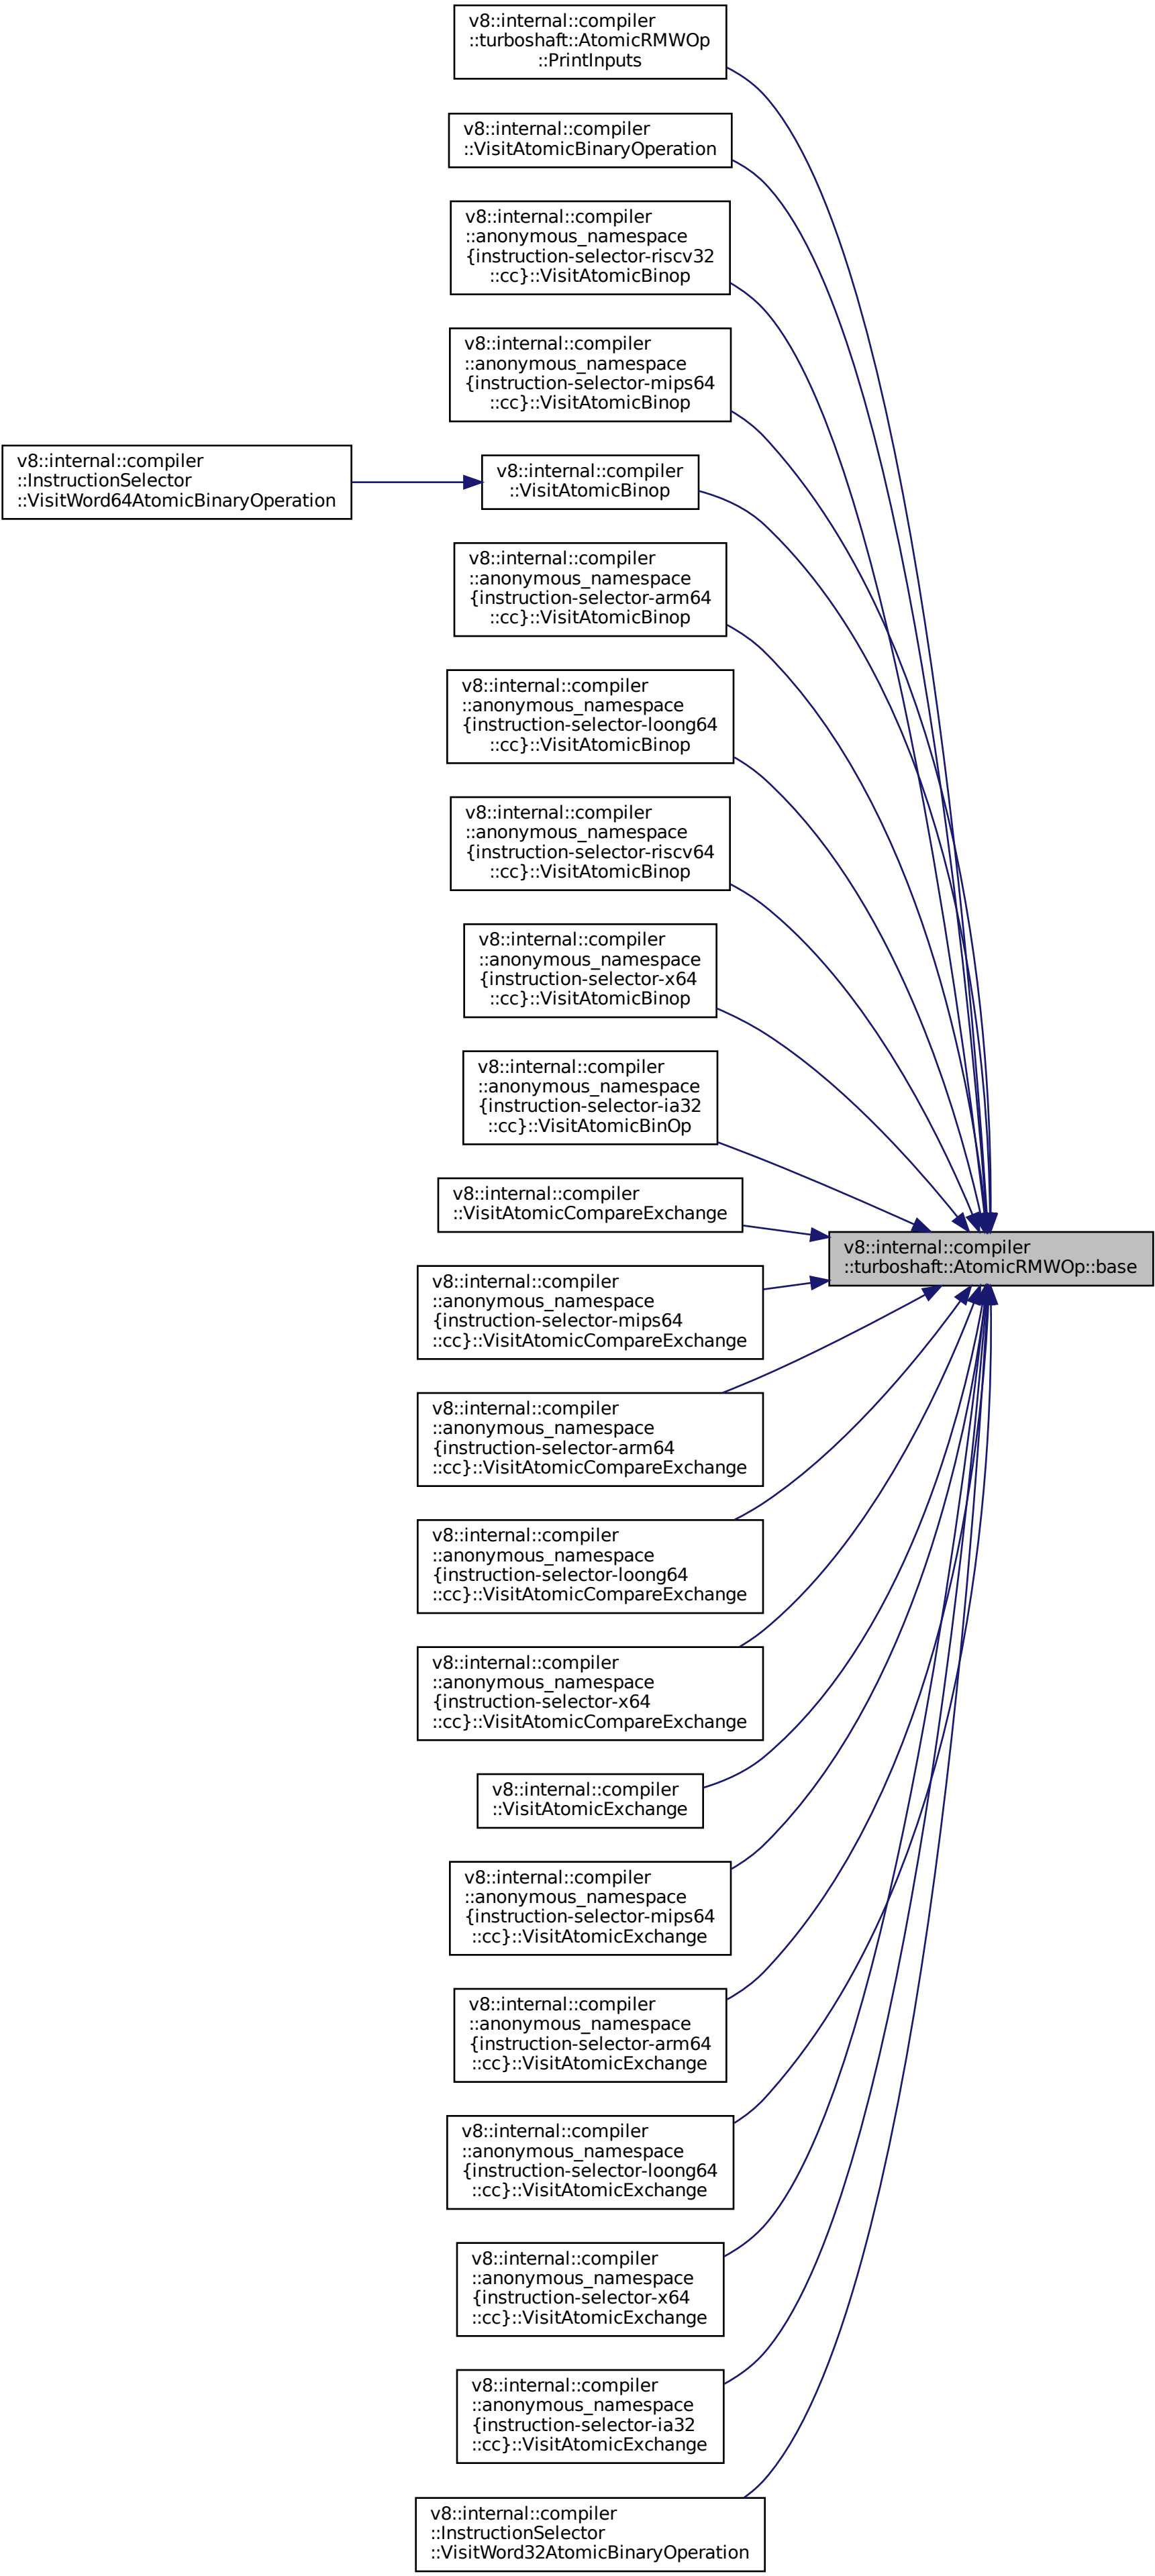 v8::internal::compiler
::turboshaft::AtomicRMWOp
::PrintInputs
v8::internal::compiler
::VisitAtomicBinaryOperation
v8::internal::compiler
::anonymous_namespace
{instruction-selector-riscv32
::cc}::VisitAtomicBinop
v8::internal::compiler
::anonymous_namespace
{instruction-selector-mips64
::cc}::VisitAtomicBinop
v8::internal::compiler
::InstructionSelector
::VisitWord64AtomicBinaryOperation
v8::internal::compiler
::VisitAtomicBinop
v8::internal::compiler
::anonymous_namespace
{instruction-selector-arm64
::cc}::VisitAtomicBinop
v8::internal::compiler
::anonymous_namespace
{instruction-selector-loong64
::cc}::VisitAtomicBinop
v8::internal::compiler
::anonymous_namespace
{instruction-selector-riscv64
::cc}::VisitAtomicBinop
v8::internal::compiler
::anonymous_namespace
{instruction-selector-x64
::cc}::VisitAtomicBinop
v8::internal::compiler
::anonymous_namespace
{instruction-selector-ia32
::cc}::VisitAtomicBinOp
v8::internal::compiler
::VisitAtomicCompareExchange
v8::internal::compiler
::turboshaft::AtomicRMWOp::base
v8::internal::compiler
::anonymous_namespace
{instruction-selector-mips64
::cc}::VisitAtomicCompareExchange
v8::internal::compiler
::anonymous_namespace
{instruction-selector-arm64
::cc}::VisitAtomicCompareExchange
v8::internal::compiler
::anonymous_namespace
{instruction-selector-loong64
::cc}::VisitAtomicCompareExchange
v8::internal::compiler
::anonymous_namespace
{instruction-selector-x64
::cc}::VisitAtomicCompareExchange
v8::internal::compiler
::VisitAtomicExchange
v8::internal::compiler
::anonymous_namespace
{instruction-selector-mips64
::cc}::VisitAtomicExchange
v8::internal::compiler
::anonymous_namespace
{instruction-selector-arm64
::cc}::VisitAtomicExchange
v8::internal::compiler
::anonymous_namespace
{instruction-selector-loong64
::cc}::VisitAtomicExchange
v8::internal::compiler
::anonymous_namespace
{instruction-selector-x64
::cc}::VisitAtomicExchange
v8::internal::compiler
::anonymous_namespace
{instruction-selector-ia32
::cc}::VisitAtomicExchange
v8::internal::compiler
::InstructionSelector
::VisitWord32AtomicBinaryOperation